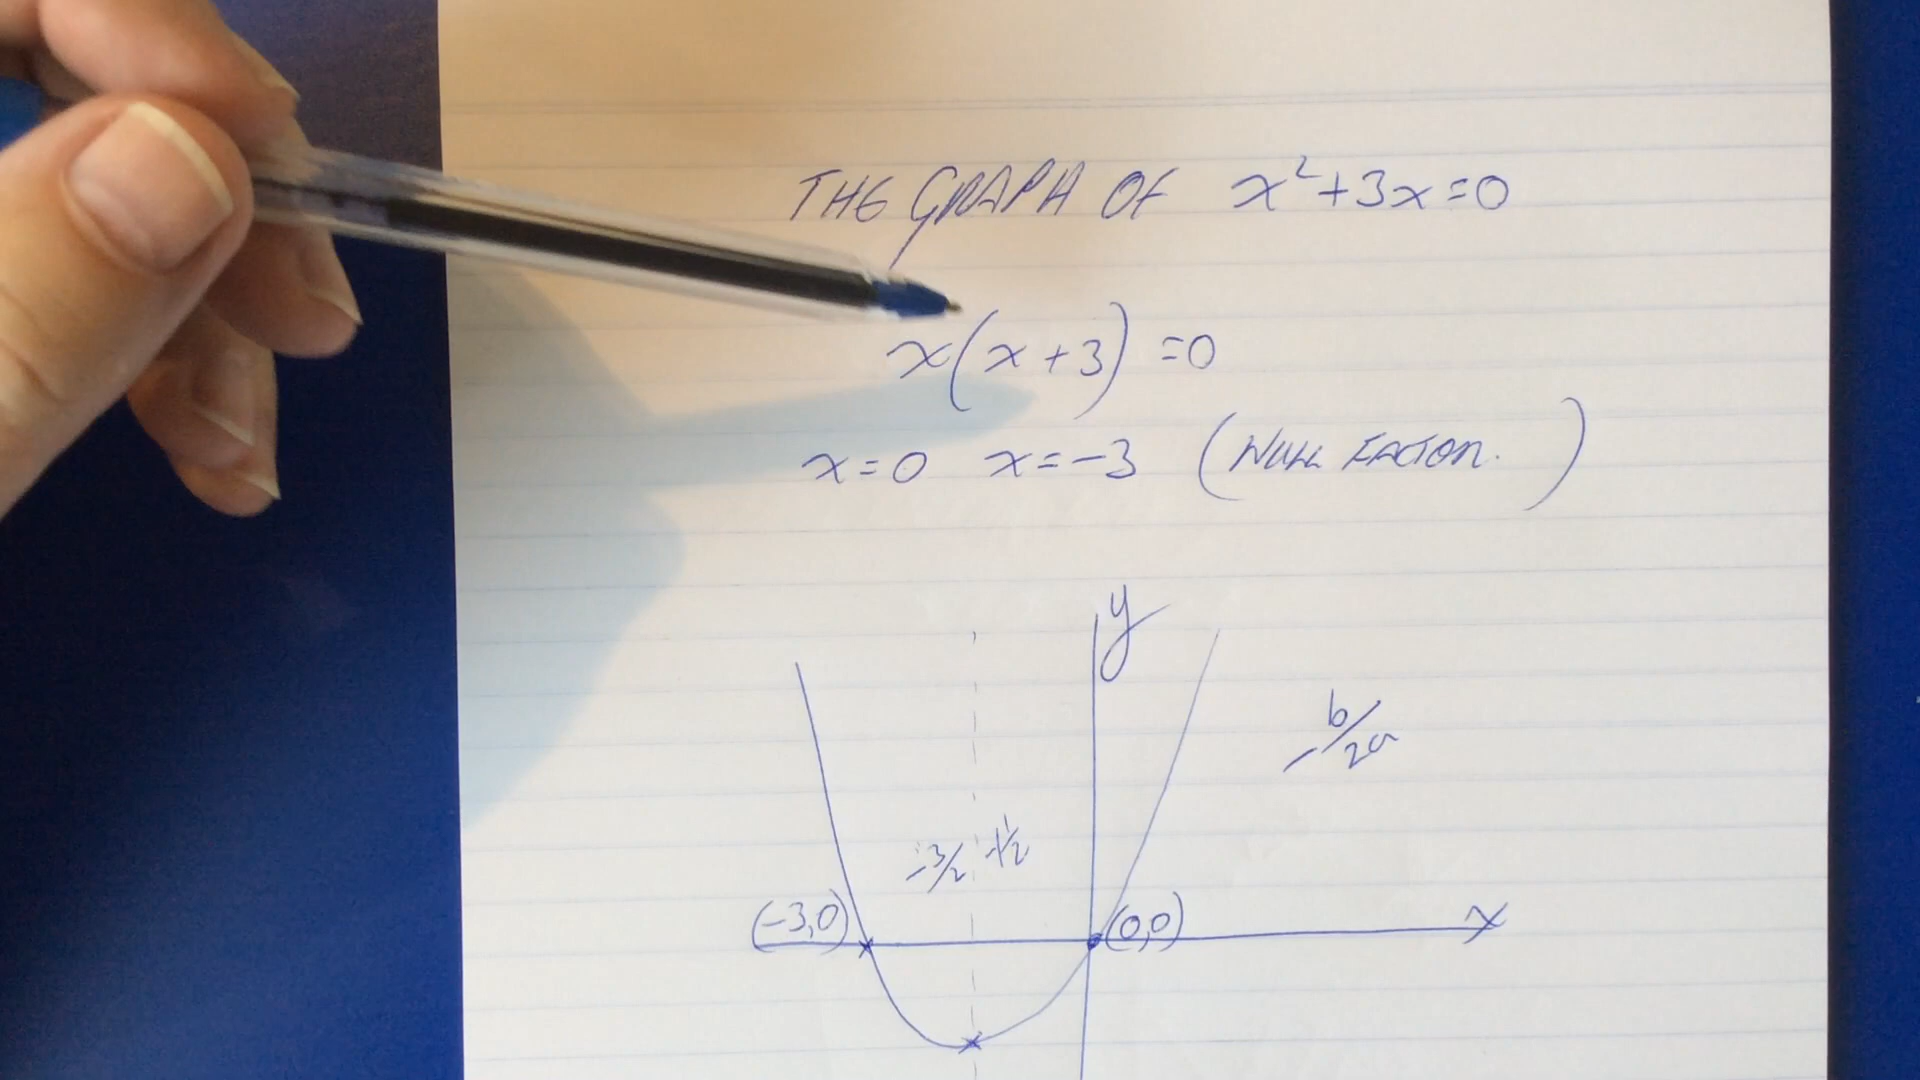 THE GRAPH OF x²+3x=0
x(x+3)=0
x=0 x=-3 (NULL FACTOR.)
y
-b/2a
-3/2 -1½
(-3,0) (0,0) x